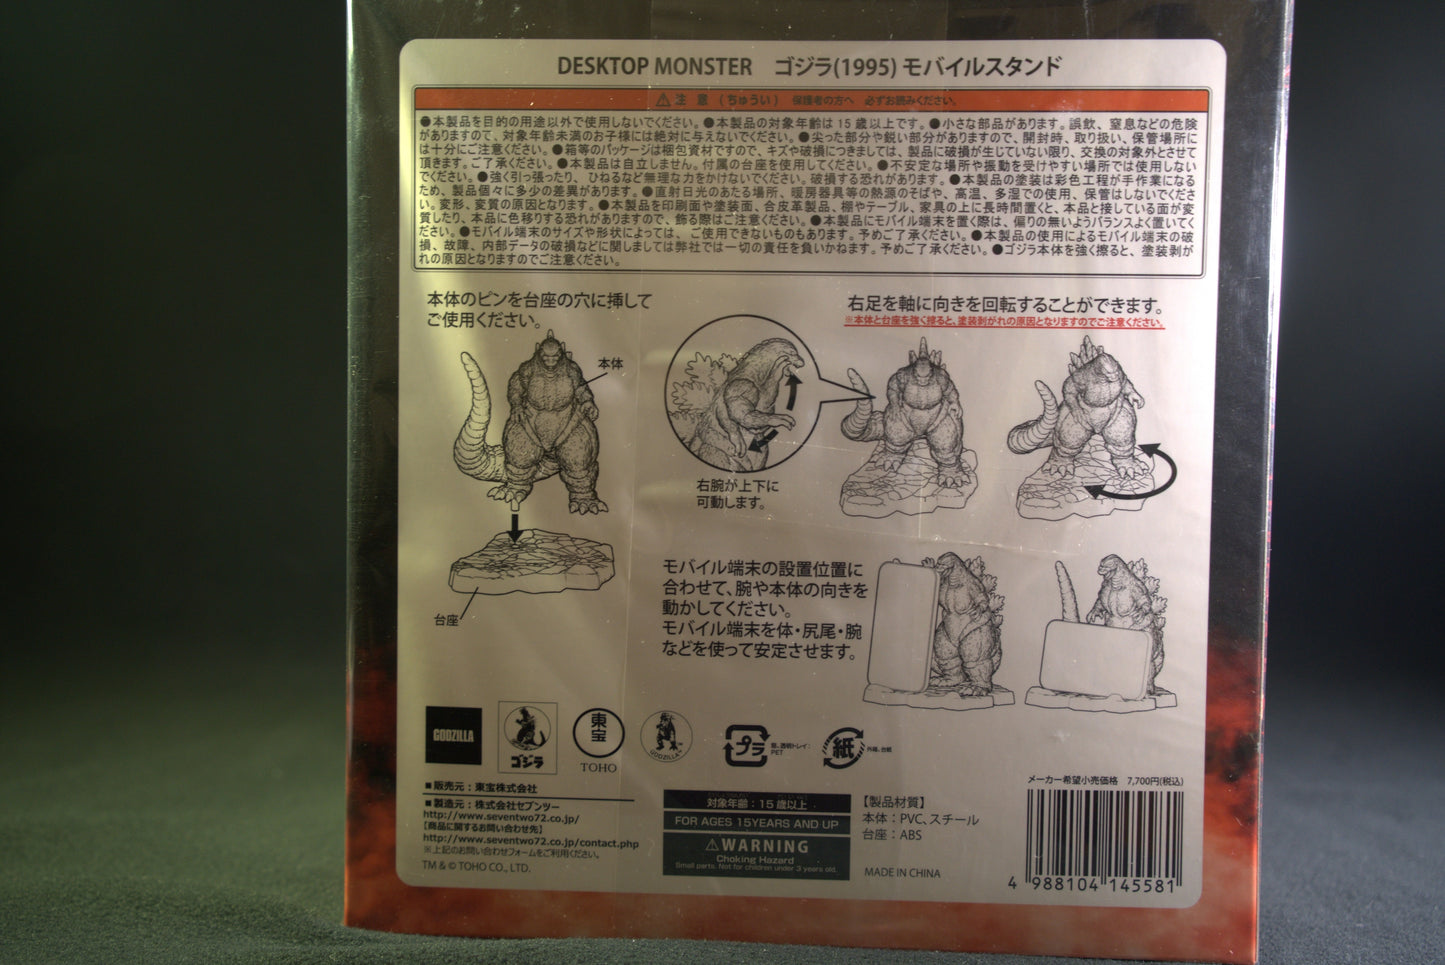 DESKTOP MONSTER ゴジラ(1995) モバイルスタンド
⚠注 意 (ちゅうい) 保護者の方へ 必ずお読みください。
●本製品を目的の用途以外で使用しないでください。●本製品の対象年齢は15歳以上です。●小さな部品があります。誤飲、窒息などの危険
がありますので、対象年齢未満のお子様には絶対に与えないでください。●尖った部分や鋭い部分がありますので、開封時、取り扱い、保管場所に
は十分にご注意ください。●箱等のパッケージは梱包資材ですので、キズや破損につきましては、製品に破損が生じていない限り、交換の対象外とさせて
頂きます。ご了承ください。●本製品は自立しません。付属の台座を使用してください。●不安定な場所や振動を受けやすい場所では使用しない
でください。●強く引っ張ったり、ひねるなど無理な力をかけないでください。破損する恐れがあります。●本製品の塗装は彩色工程が手作業になる
ため、製品個々に多少の差異があります。●直射日光のあたる場所、暖房器具等の熱源のそばや、高温、多湿での使用、保管はしないでくださ
い。変形、変質の原因となります。●本製品を印刷面や塗装面、合皮革製品、棚やテーブル、家具の上に長時間置くと、本品と接している面が変
質したり、本品に色移りする恐れがありますので、飾る際はご注意ください。●本製品にモバイル端末を置く際は、偏りの無いようバランスよく置いてく
ださい。●モバイル端末のサイズや形状によっては、ご使用できないものもあります。予めご了承ください。●本製品の使用によるモバイル端末の破
損、故障、内部データの破損などに関しましては弊社では一切の責任を負いかねます。予めご了承ください。●ゴジラ本体を強く擦ると、塗装剥が
れの原因となりますのでご注意ください。
本体のピンを台座の穴に挿して
ご使用ください。
本体
台座
右足を軸に向きを回転することができます。
※本体と台座を強く擦ると、塗装剥がれの原因となりますのでご注意ください。
右腕が上下に
可動します。
モバイル端末の設置位置に
合わせて、腕や本体の向きを
動かしてください。
モバイル端末を体・尻尾・腕
などを使って安定させます。
GODZILLA
ゴジラ
東宝
TOHO
GODZILLA™
プラ
箱、透明トレイ:
PET
紙
外箱、台紙
■販売元:東宝株式会社
■製造元:株式会社セブンツー
http://www.seventwo72.co.jp/
【商品に関するお問い合わせ先】
http://www.seventwo72.co.jp/contact.php
※上記のお問い合わせフォームをご利用ください。
TM & © TOHO CO., LTD.
対象年齢:15歳以上
FOR AGES 15YEARS AND UP
⚠WARNING
Choking Hazard
Small parts. Not for children under 3 years old.
【製品材質】
本体:PVC、スチール
台座:ABS
MADE IN CHINA
メーカー希望小売価格 7,700円(税込)
4 988104 145581